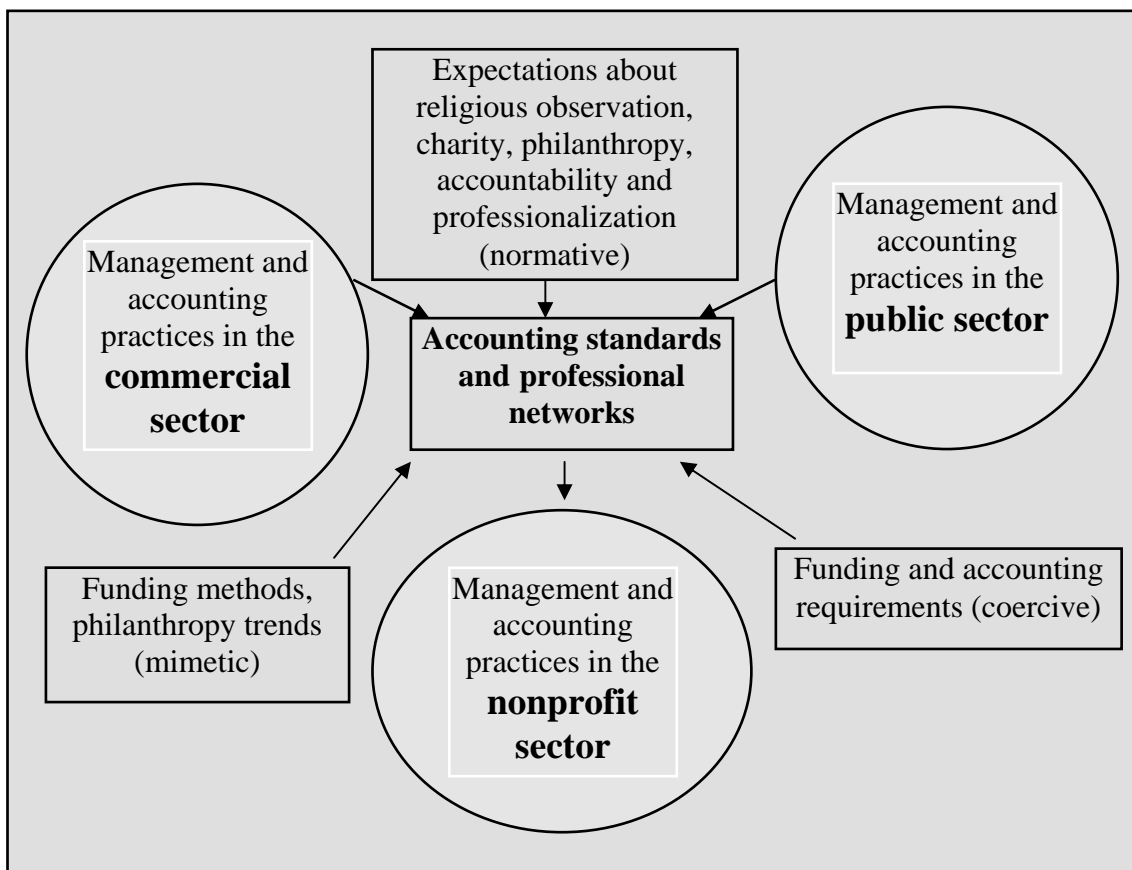 Expectations about
religious observation,
charity, philanthropy,
accountability and
professionalization
(normative)
Management and
accounting
practices in the
commercial
sector
Management and
accounting
practices in the
public sector
Accounting standards
and professional
networks
Funding methods,
philanthropy trends
(mimetic)
Management and
accounting
practices in the
nonprofit
sector
Funding and accounting
requirements (coercive)